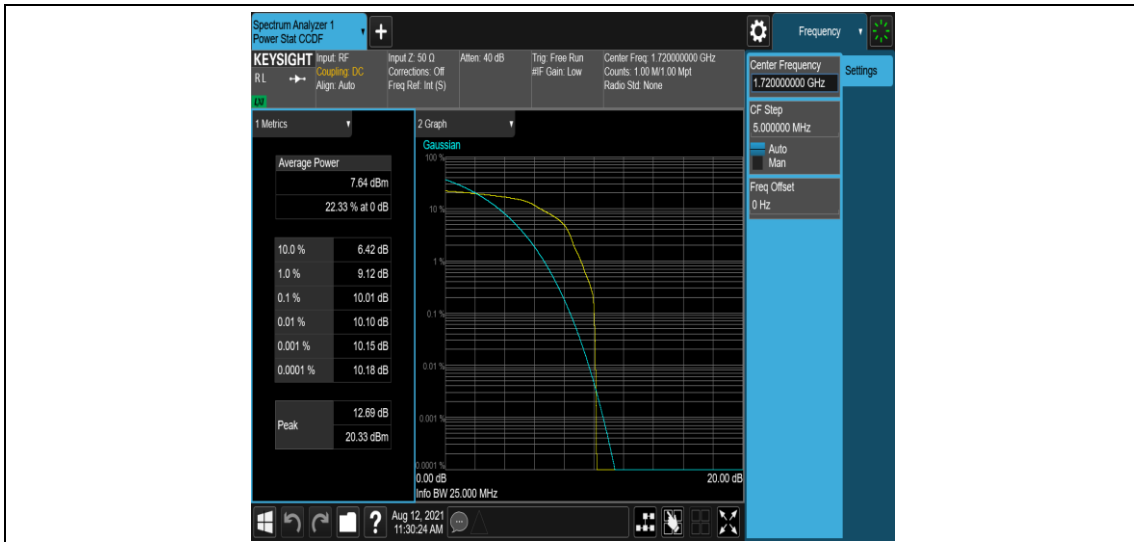 Spectrum Analyzer 1
Power Stat CCDF
+
Frequency
KEYSIGHT
RL
LM
Input: RF
Coupling: DC
Align: Auto
Input Z: 50 Ω
Corrections: Off
Freq Ref: Int (S)
Atten: 40 dB
Trig: Free Run
#IF Gain: Low
Center Freq: 1.720000000 GHz
Counts: 1.00 M/1.00 Mpt
Radio Std: None
Center Frequency
1.720000000 GHz
Settings
CF Step
5.000000 MHz
Auto
Man
Freq Offset
0 Hz
1 Metrics
Average Power
7.64 dBm
22.33 % at 0 dB
10.0 % 6.42 dB
1.0 % 9.12 dB
0.1 % 10.01 dB
0.01 % 10.10 dB
0.001 % 10.15 dB
0.0001 % 10.18 dB
Peak
12.69 dB
20.33 dBm
2 Graph
Gaussian
100 %
10 %
1 %
0.1 %
0.01 %
0.001 %
0.0001 %
0.00 dB 20.00 dB
Info BW 25.000 MHz
?
Aug 12, 2021
11:30:24 AM